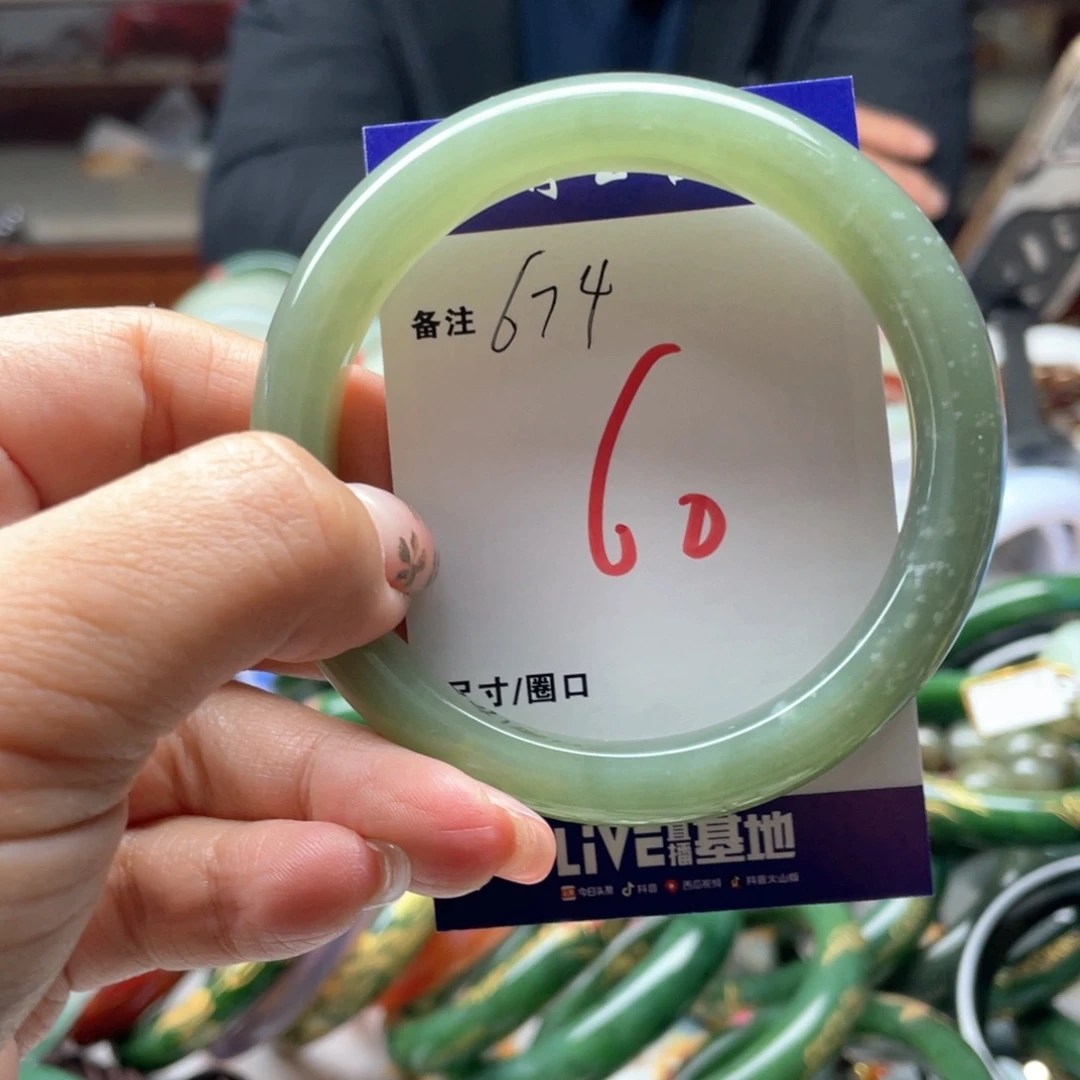 备注 674
60
尺寸/圈口
LIVE直播基地
今日头条 抖音 西瓜视频 抖音火山版